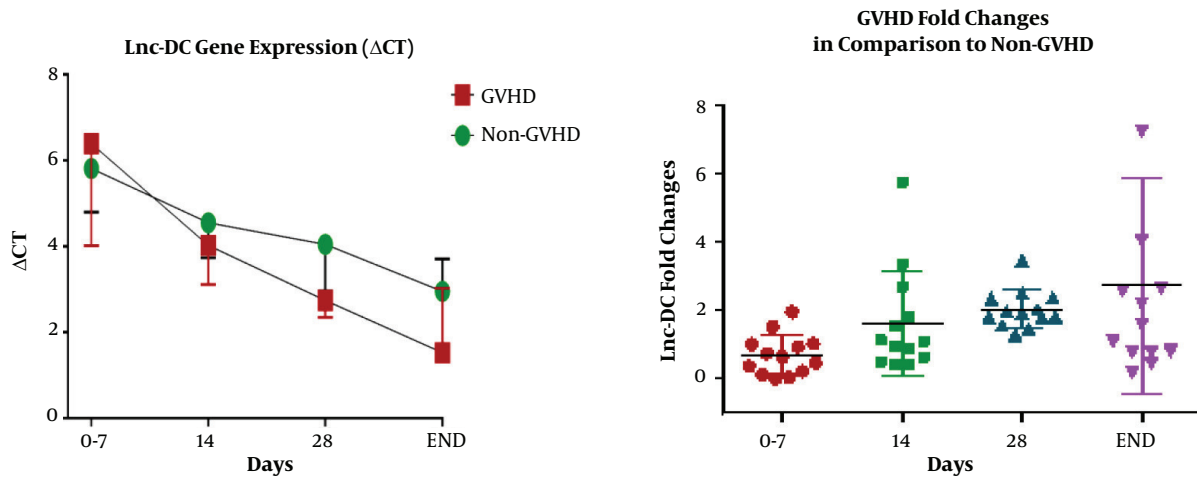 Lnc-DC Gene Expression (ΔCT)
8
6
4
2
0
ΔCT
0-7
14
28
END
Days
GVHD
Non-GVHD
GVHD Fold Changes
in Comparison to Non-GVHD
8
6
4
2
0
Lnc-DC Fold Changes
0-7
14
28
END
Days